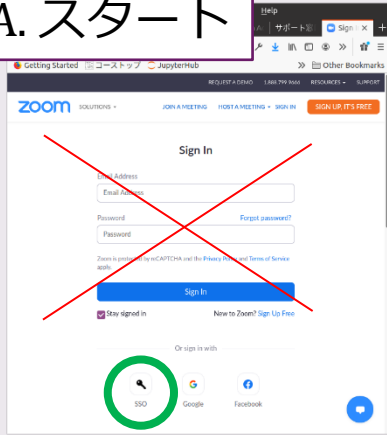 A. スタート
Help
サポート
Sign
Getting Started コーストップ JupyterHub
Other Bookmarks
REQUEST A DEMO 1.888.799.9666 RESOURCES SUPPORT
zoom SOLUTIONS JOIN A MEETING HOST A MEETING SIGN IN SIGN UP, IT'S FREE
Sign In
Email Address
Email Address
Password Forgot password?
Password
Zoom is protected by reCAPTCHA and the Privacy Policy and Terms of Service
apply.
Sign In
Stay signed in New to Zoom? Sign Up Free
Or sign in with
SSO Google Facebook